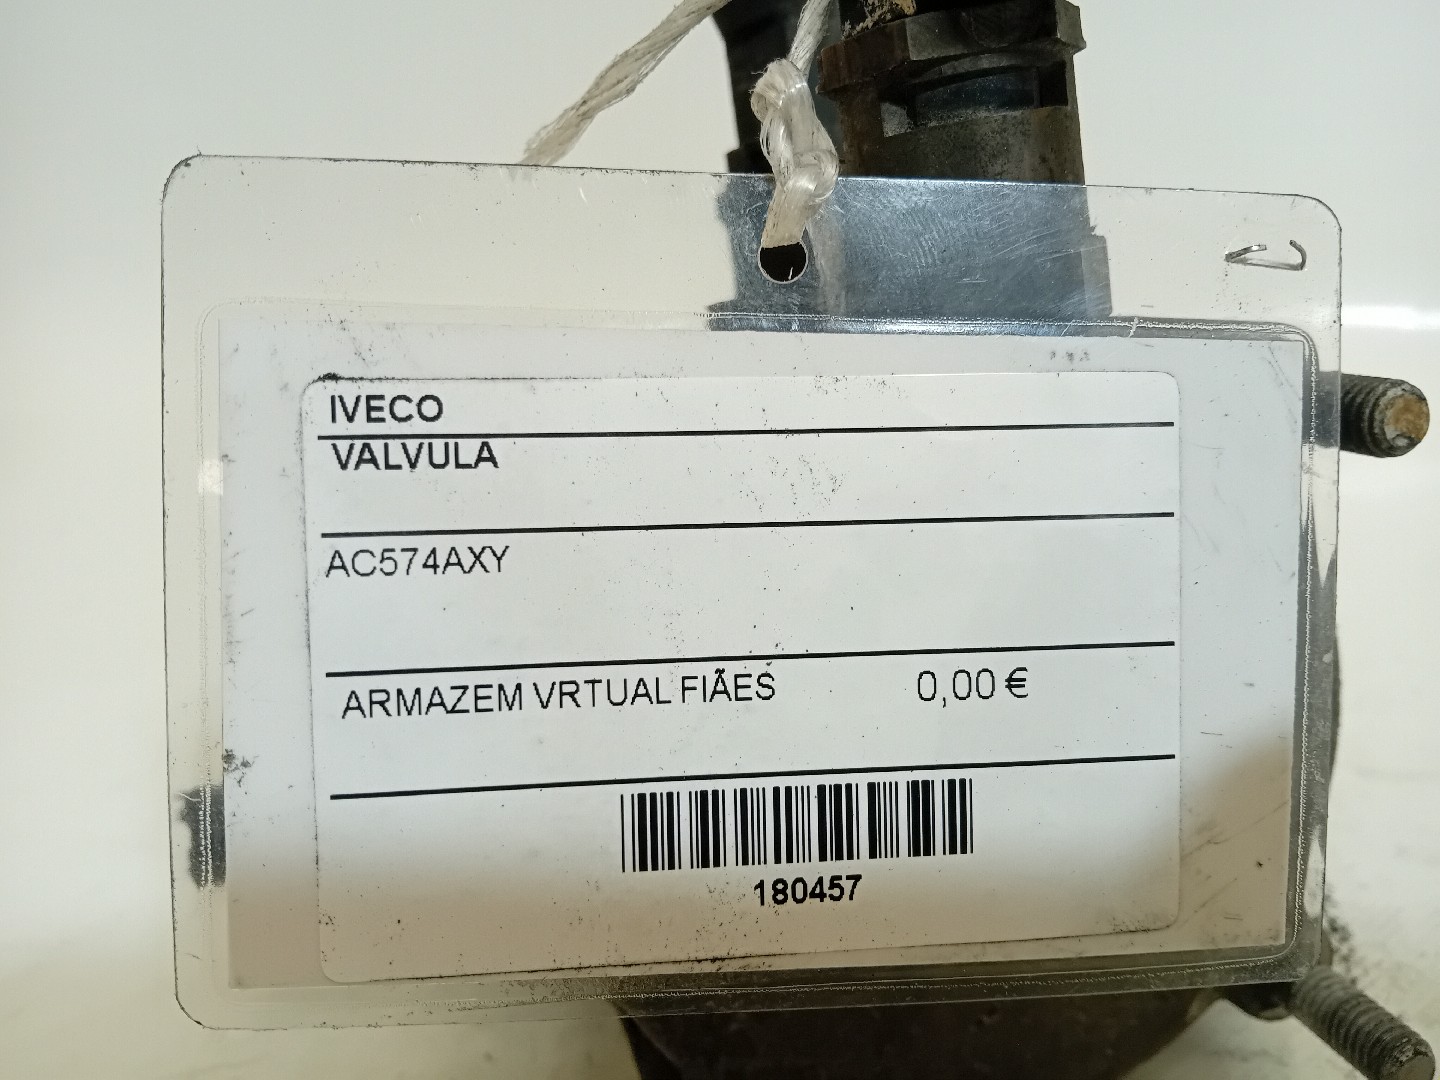 IVECO
VALVULA
AC574AXY
ARMAZEM VRTUAL FIÃES 0,00 €
180457